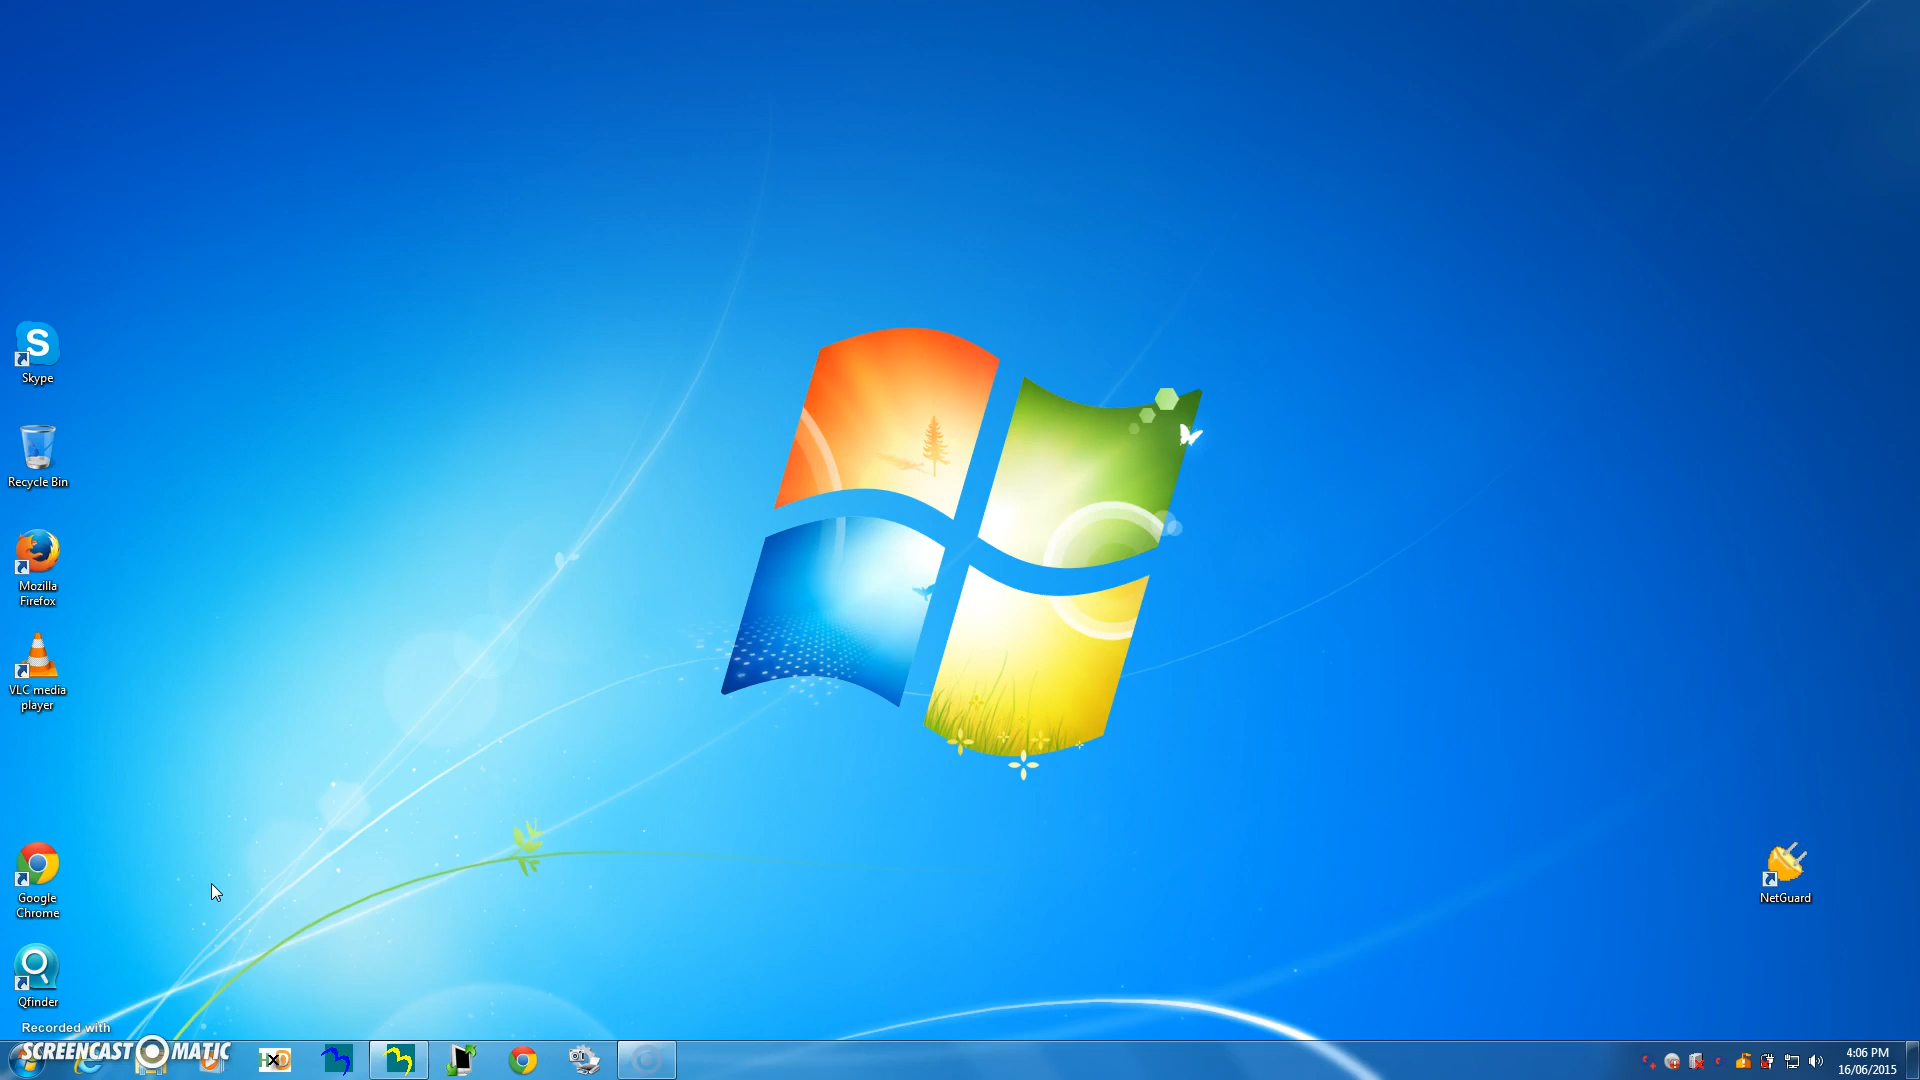 S
Skype
Recycle Bin
Mozilla
Firefox
VLC media
player
Google
Chrome
Qfinder
NetGuard
Recorded with
SCREENCAST MATIC
HxD
4:06 PM
16/06/2015